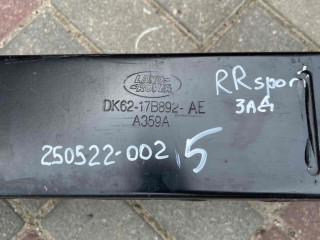 LAND
ROVER
RR sport
DK62-17B892-AE
ЗАД
A359A
250522-002 5